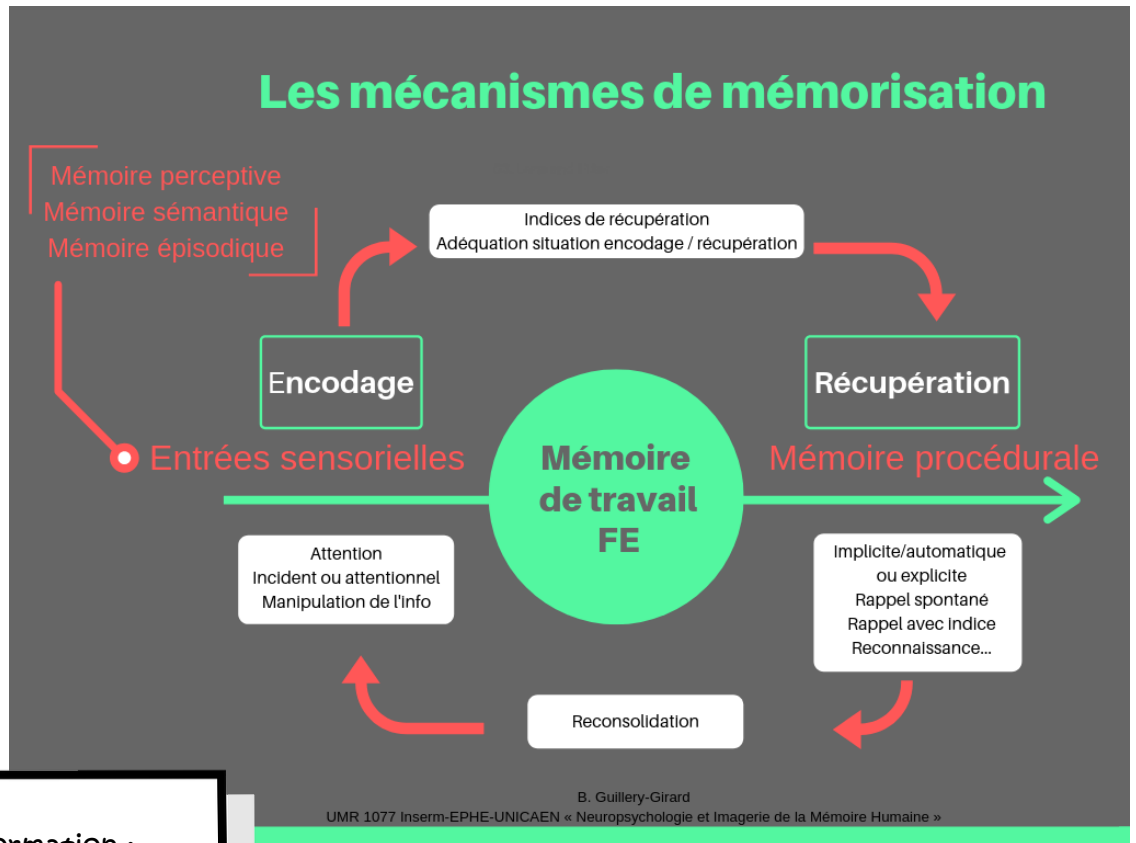 Les mécanismes de mémorisation
Mémoire perceptive
Mémoire sémantique
Mémoire épisodique
Indices de récupération
Adéquation situation encodage / récupération
Encodage
Récupération
Entrées sensorielles
Mémoire
de travail
FE
Mémoire procédurale
Attention
Incident ou attentionnel
Manipulation de l'info
Implicite/automatique
ou explicite
Rappel spontané
Rappel avec indice
Reconnaissance...
Reconsolidation
B. Guillery-Girard
UMR 1077 Inserm-EPHE-UNICAEN « Neuropsychologie et Imagerie de la Mémoire Humaine »